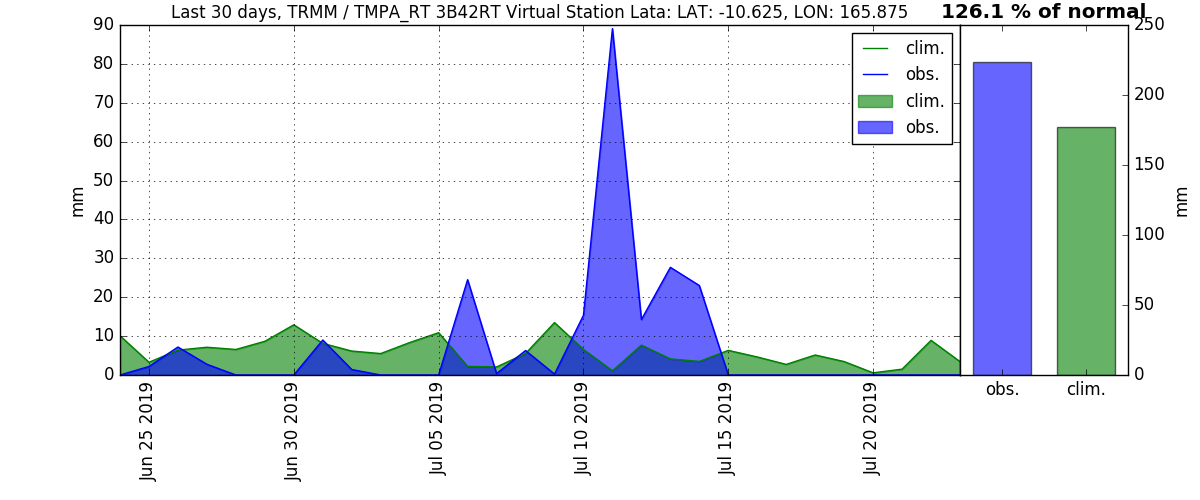 Last 30 days, TRMM / TMPA_RT 3B42RT Virtual Station Lata: LAT: -10.625, LON: 165.875
126.1 % of normal
90
80
70
60
50
40
30
20
10
0
mm
clim.
obs.
clim.
obs.
Jun 25 2019
Jun 30 2019
Jul 05 2019
Jul 10 2019
Jul 15 2019
Jul 20 2019
250
200
150
100
50
0
mm
obs.
clim.